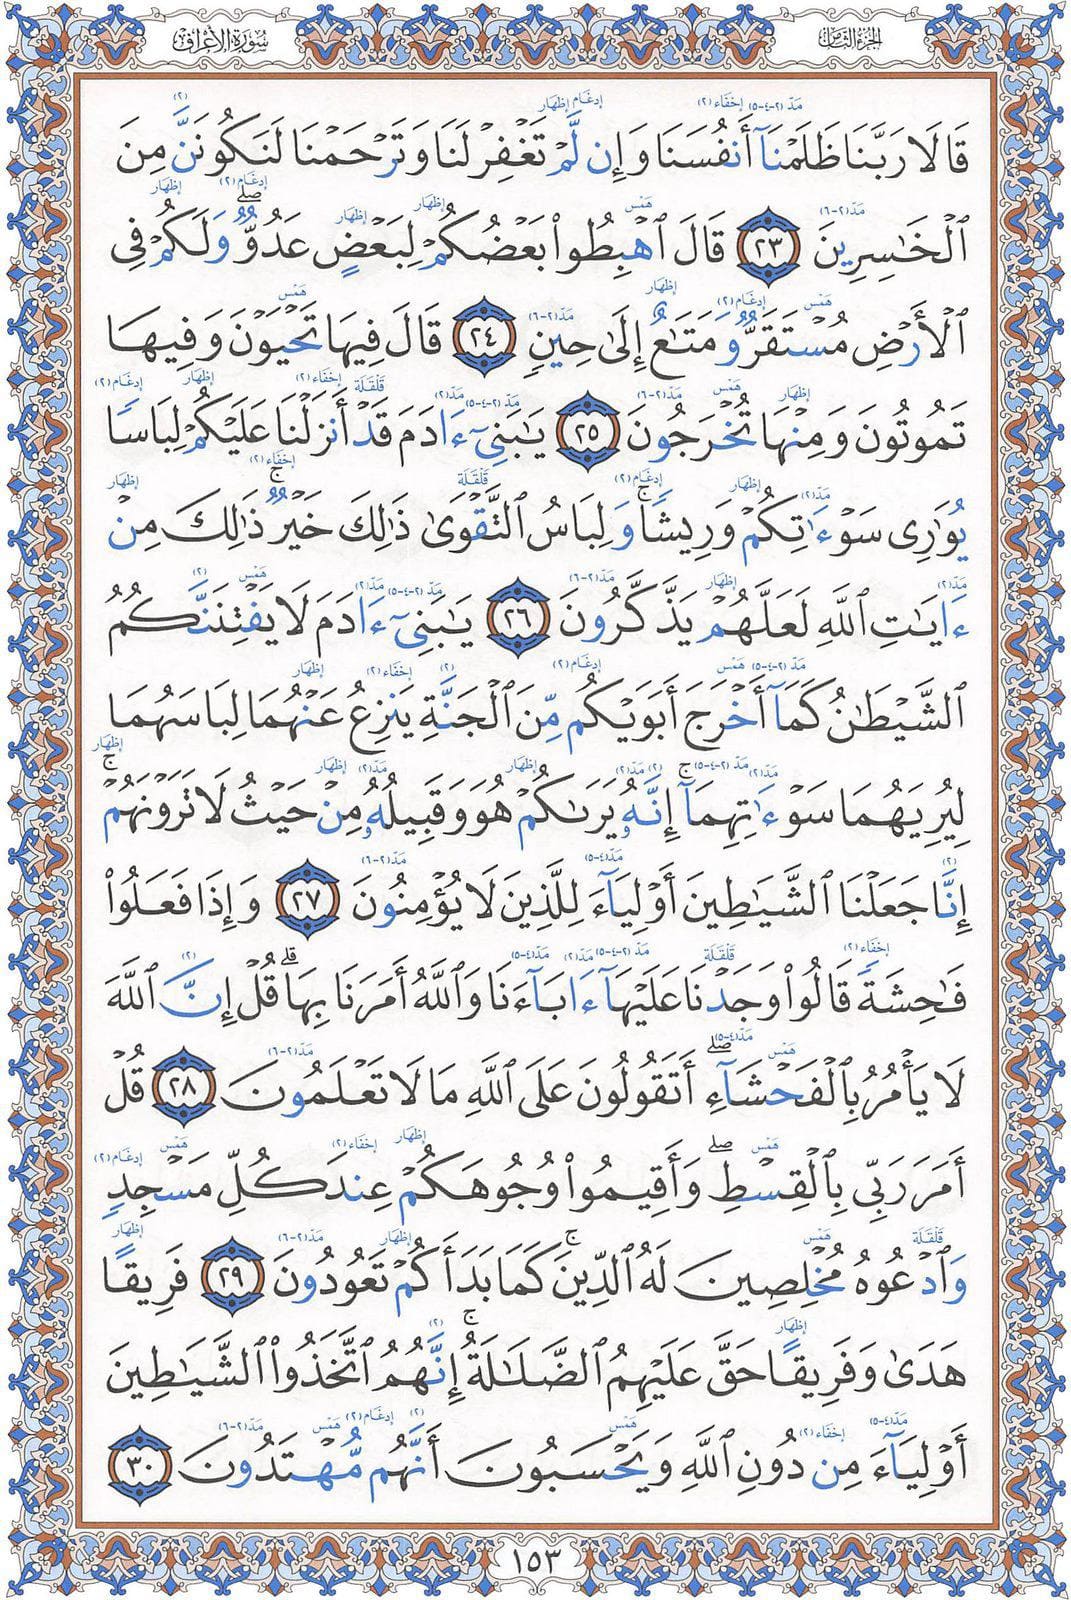 الجزء الثامن
سورة الأعراف
قَالَا رَبَّنَا ظَلَمْنَآ أَنفُسَنَا وَإِن لَّمْ تَغْفِرْ لَنَا وَتَرْحَمْنَا لَنَكُونَنَّ مِنَ
ٱلْخَٰسِرِينَ ٢٣ قَالَ ٱهْبِطُوا۟ بَعْضُكُمْ لِبَعْضٍ عَدُوٌّ ۖ وَلَكُمْ فِى
ٱلْأَرْضِ مُسْتَقَرٌّ وَمَتَٰعٌ إِلَىٰ حِينٍ ٢٤ قَالَ فِيهَا تَحْيَوْنَ وَفِيهَا
تَمُوتُونَ وَمِنْهَا تُخْرَجُونَ ٢٥ يَٰبَنِىٓ ءَادَمَ قَدْ أَنزَلْنَا عَلَيْكُمْ لِبَاسًا
يُوَٰرِى سَوْءَٰتِكُمْ وَرِيشًا ۖ وَلِبَاسُ ٱلتَّقْوَىٰ ذَٰلِكَ خَيْرٌ ۚ ذَٰلِكَ مِنْ
ءَايَٰتِ ٱللَّهِ لَعَلَّهُمْ يَذَّكَّرُونَ ٢٦ يَٰبَنِىٓ ءَادَمَ لَا يَفْتِنَنَّكُمُ
ٱلشَّيْطَٰنُ كَمَآ أَخْرَجَ أَبَوَيْكُم مِّنَ ٱلْجَنَّةِ يَنزِعُ عَنْهُمَا لِبَاسَهُمَا
لِيُرِيَهُمَا سَوْءَٰتِهِمَآ ۚ إِنَّهُۥ يَرَىٰكُمْ هُوَ وَقَبِيلُهُۥ مِنْ حَيْثُ لَا تَرَوْنَهُمْ ۗ
إِنَّا جَعَلْنَا ٱلشَّيَٰطِينَ أَوْلِيَآءَ لِلَّذِينَ لَا يُؤْمِنُونَ ٢٧ وَإِذَا فَعَلُوا۟
فَٰحِشَةً قَالُوا۟ وَجَدْنَا عَلَيْهَآ ءَابَآءَنَا وَٱللَّهُ أَمَرَنَا بِهَا ۗ قُلْ إِنَّ ٱللَّهَ
لَا يَأْمُرُ بِٱلْفَحْشَآءِ ۖ أَتَقُولُونَ عَلَى ٱللَّهِ مَا لَا تَعْلَمُونَ ٢٨ قُلْ
أَمَرَ رَبِّى بِٱلْقِسْطِ ۖ وَأَقِيمُوا۟ وُجُوهَكُمْ عِندَ كُلِّ مَسْجِدٍ
وَٱدْعُوهُ مُخْلِصِينَ لَهُ ٱلدِّينَ ۚ كَمَا بَدَأَكُمْ تَعُودُونَ ٢٩ فَرِيقًا
هَدَىٰ وَفَرِيقًا حَقَّ عَلَيْهِمُ ٱلضَّلَٰلَةُ ۚ إِنَّهُمُ ٱتَّخَذُوا۟ ٱلشَّيَٰطِينَ
أَوْلِيَآءَ مِن دُونِ ٱللَّهِ وَيَحْسَبُونَ أَنَّهُم مُّهْتَدُونَ ٣٠
١٥٣